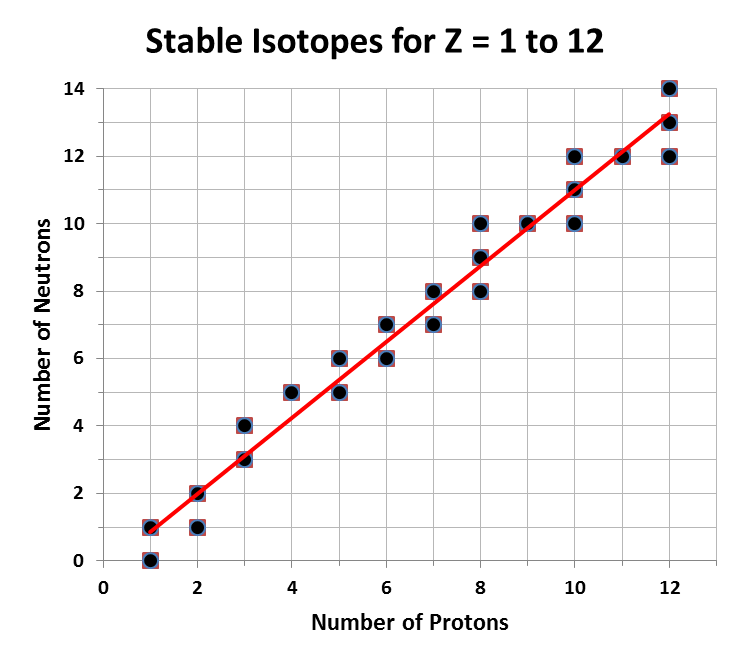 Stable Isotopes for Z = 1 to 12
14
12
10
8
6
4
2
0
Number of Neutrons
0 2 4 6 8 10 12
Number of Protons